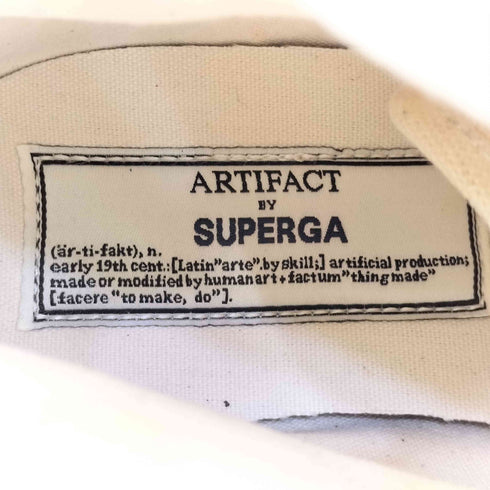 ARTIFACT
BY
SUPERGA
(är-ti-fakt), n.
early 19th cent.:[Latin"arte".by skill;] artificial production;
made or modified by human art + factum "thing made"
[facere "to make, do"].